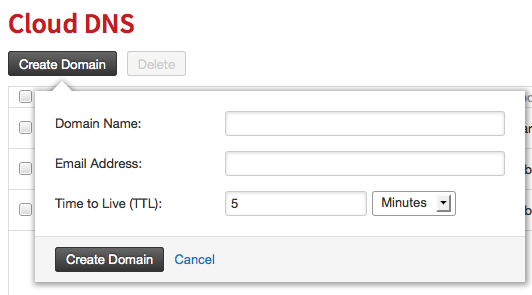 Cloud DNS
Create Domain Delete
Domain Name:
Email Address:
Time to Live (TTL): 5 Minutes
Create Domain Cancel